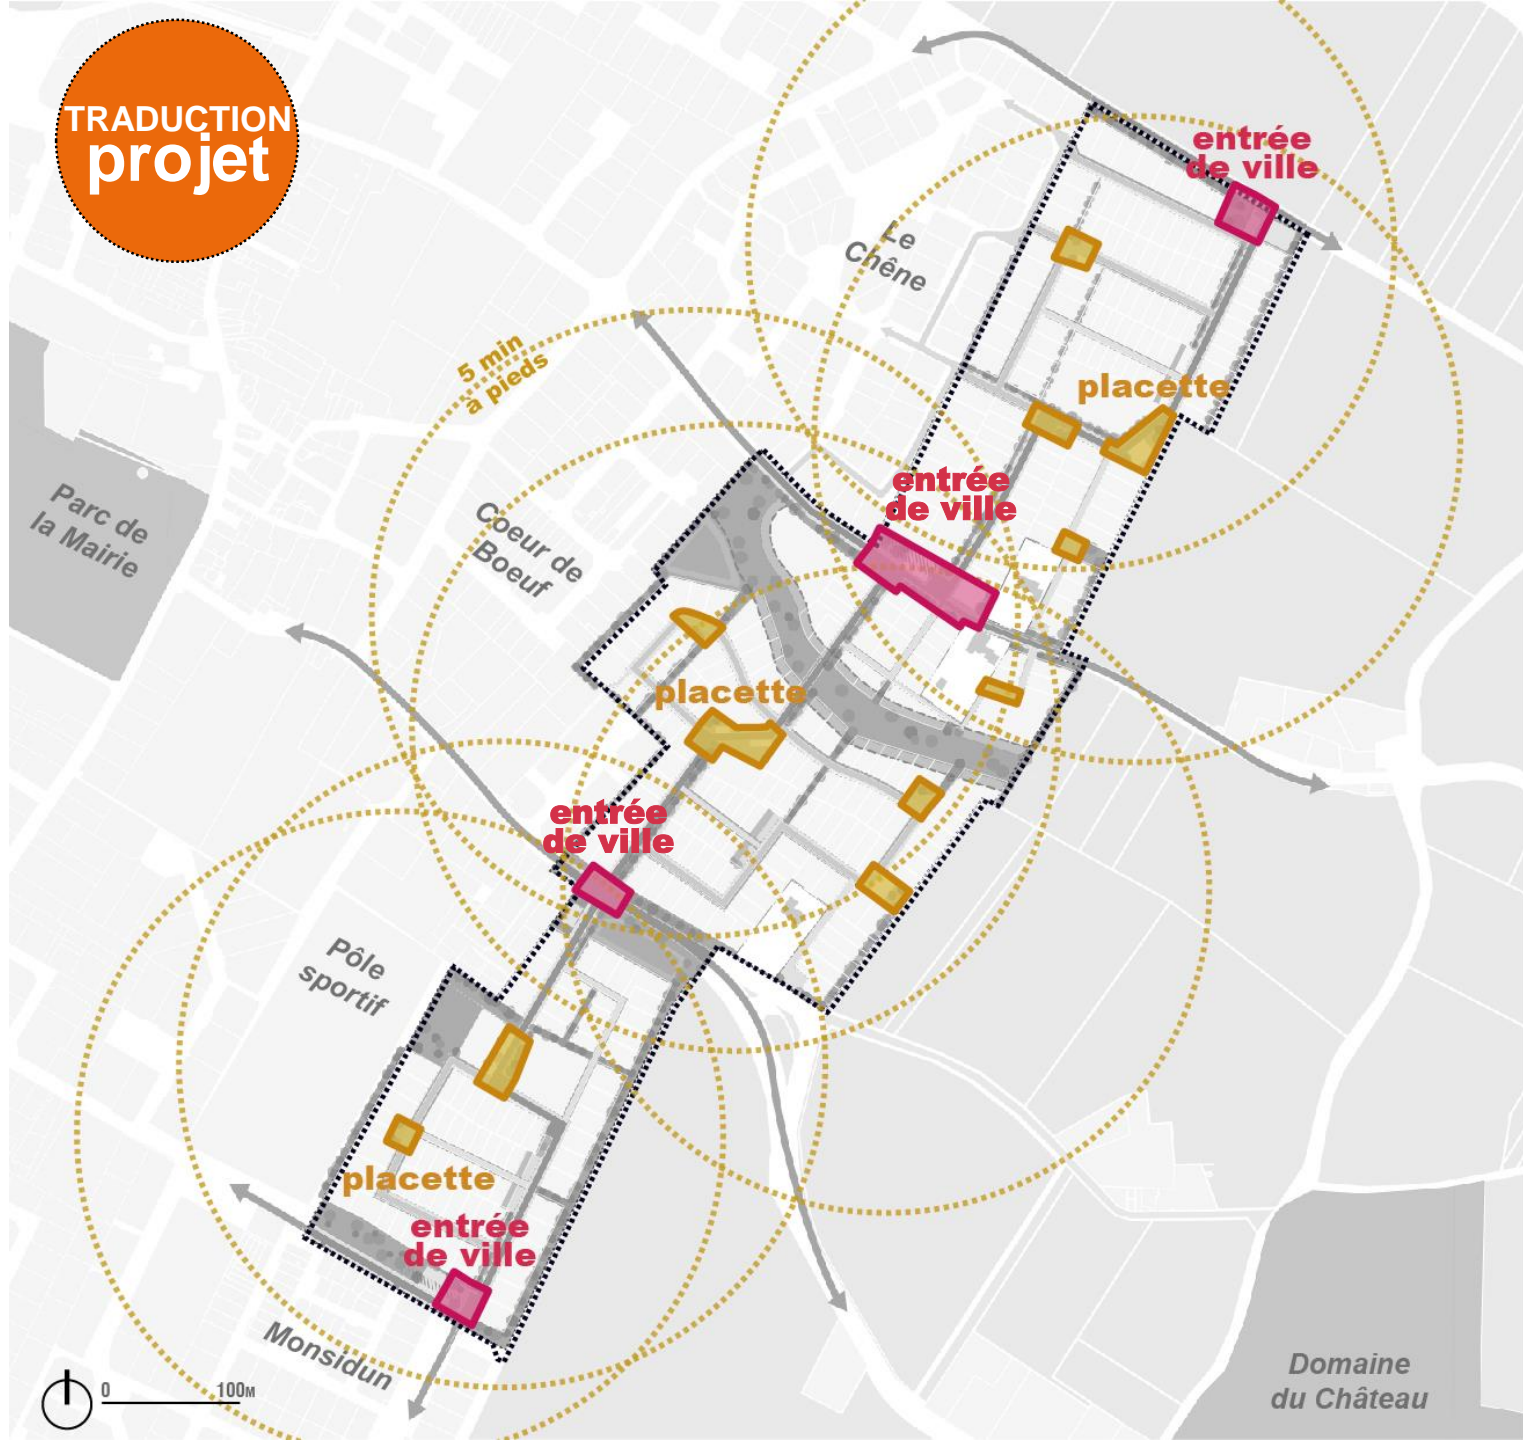 TRADUCTION
projet
entrée
de ville
Le
Chêne
5 min
à pieds
placette
entrée
de ville
Parc de
la Mairie
Coeur de
Boeuf
placette
entrée
de ville
Pôle
sportif
placette
entrée
de ville
Monsidun
0 100M
Domaine
du Château